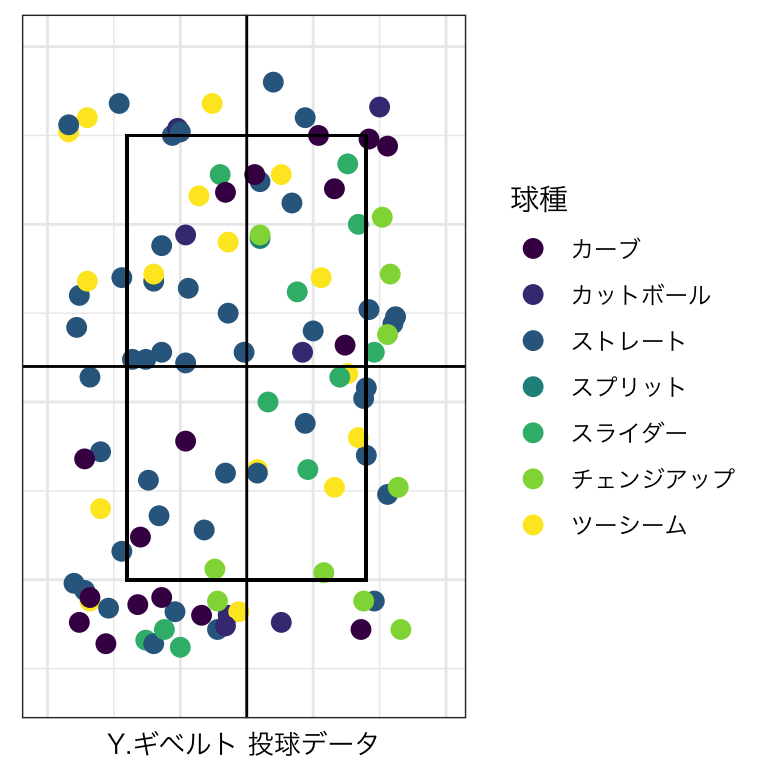 球種
カーブ
カットボール
ストレート
スプリット
スライダー
チェンジアップ
ツーシーム
Y.ギベルト 投球データ